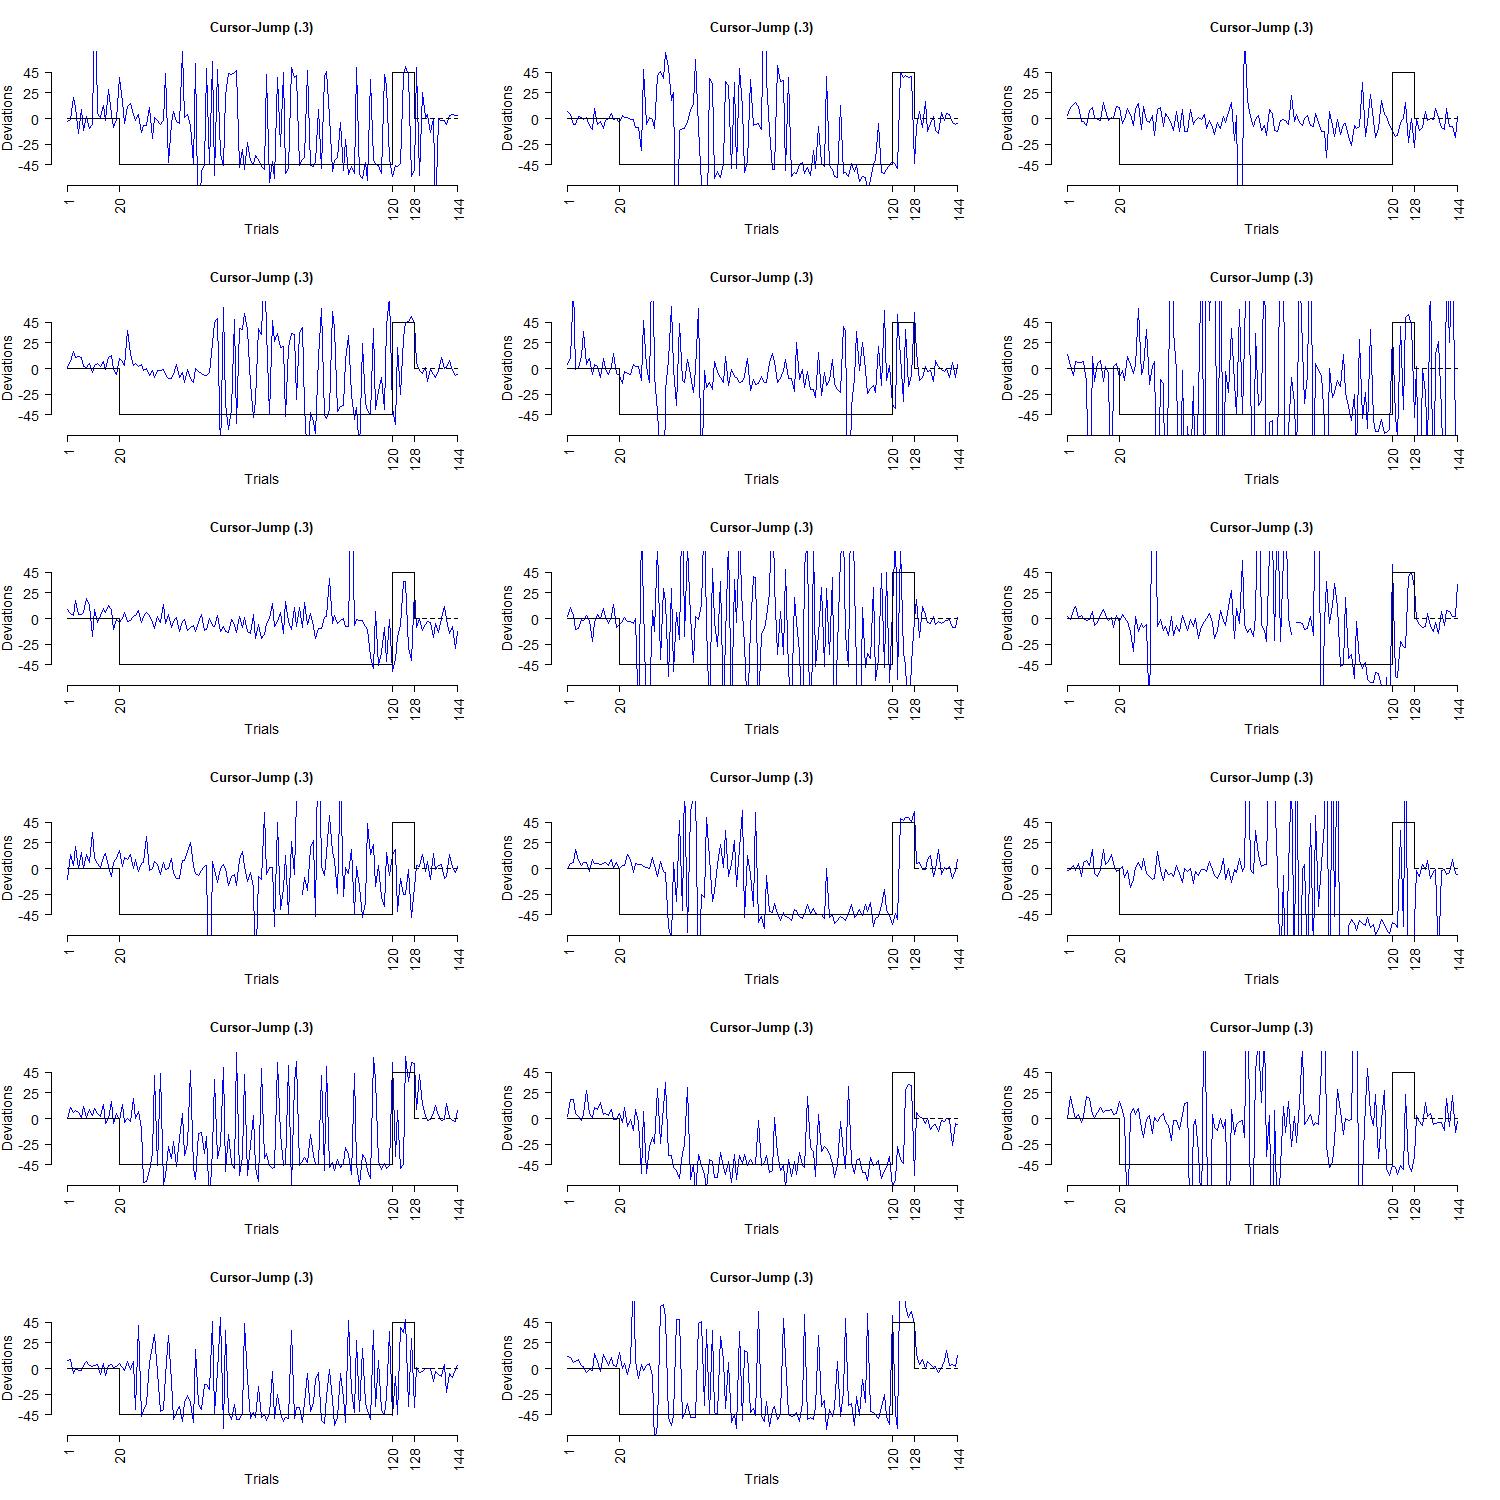 Cursor-Jump (.3) Cursor-Jump (.3) Cursor-Jump (.3)
Deviations 45 25 0 -25 -45 Deviations 45 25 0 -25 -45 Deviations 45 25 0 -25 -45
1 20 120 128 144 1 20 120 128 144 1 20 120 128 144
Trials Trials Trials
Cursor-Jump (.3) Cursor-Jump (.3) Cursor-Jump (.3)
Deviations 45 25 0 -25 -45 Deviations 45 25 0 -25 -45 Deviations 45 25 0 -25 -45
1 20 120 128 144 1 20 120 128 144 1 20 120 128 144
Trials Trials Trials
Cursor-Jump (.3) Cursor-Jump (.3) Cursor-Jump (.3)
Deviations 45 25 0 -25 -45 Deviations 45 25 0 -25 -45 Deviations 45 25 0 -25 -45
1 20 120 128 144 1 20 120 128 144 1 20 120 128 144
Trials Trials Trials
Cursor-Jump (.3) Cursor-Jump (.3) Cursor-Jump (.3)
Deviations 45 25 0 -25 -45 Deviations 45 25 0 -25 -45 Deviations 45 25 0 -25 -45
1 20 120 128 144 1 20 120 128 144 1 20 120 128 144
Trials Trials Trials
Cursor-Jump (.3) Cursor-Jump (.3) Cursor-Jump (.3)
Deviations 45 25 0 -25 -45 Deviations 45 25 0 -25 -45 Deviations 45 25 0 -25 -45
1 20 120 128 144 1 20 120 128 144 1 20 120 128 144
Trials Trials Trials
Cursor-Jump (.3) Cursor-Jump (.3)
Deviations 45 25 0 -25 -45 Deviations 45 25 0 -25 -45
1 20 120 128 144 1 20 120 128 144
Trials Trials